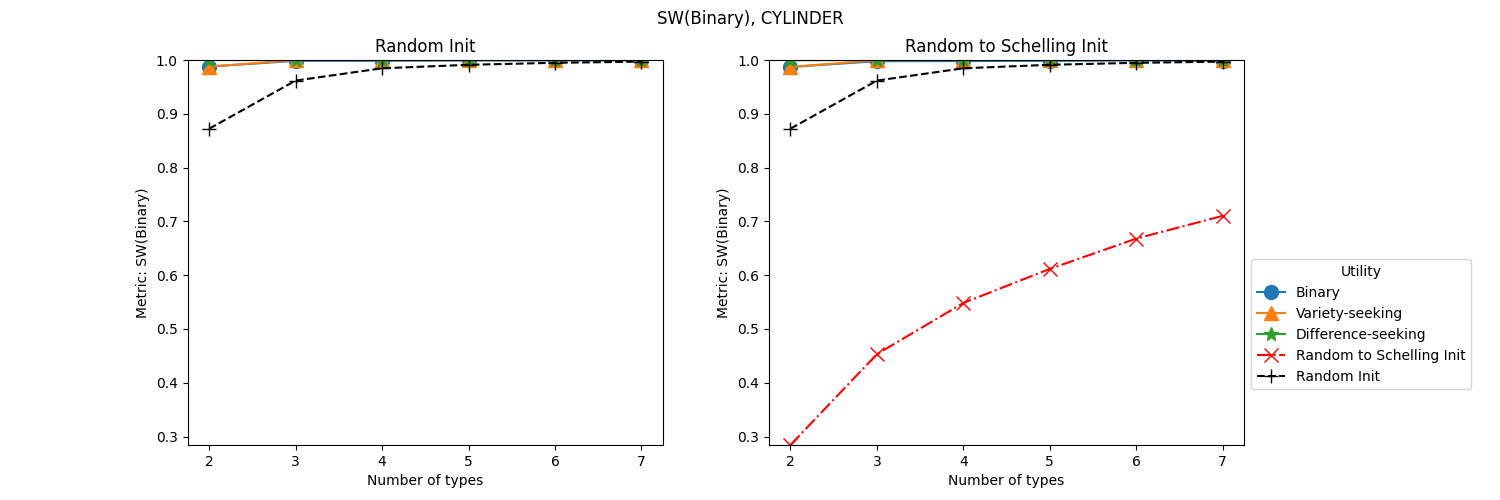 SW(Binary), CYLINDER
Random Init
1.0
0.9
0.8
0.7
0.6
0.5
0.4
0.3
Metric: SW(Binary)
2 3 4 5 6 7
Number of types
Random to Schelling Init
1.0
0.9
0.8
0.7
0.6
0.5
0.4
0.3
Metric: SW(Binary)
2 3 4 5 6 7
Number of types
Utility
Binary
Variety-seeking
Difference-seeking
Random to Schelling Init
Random Init